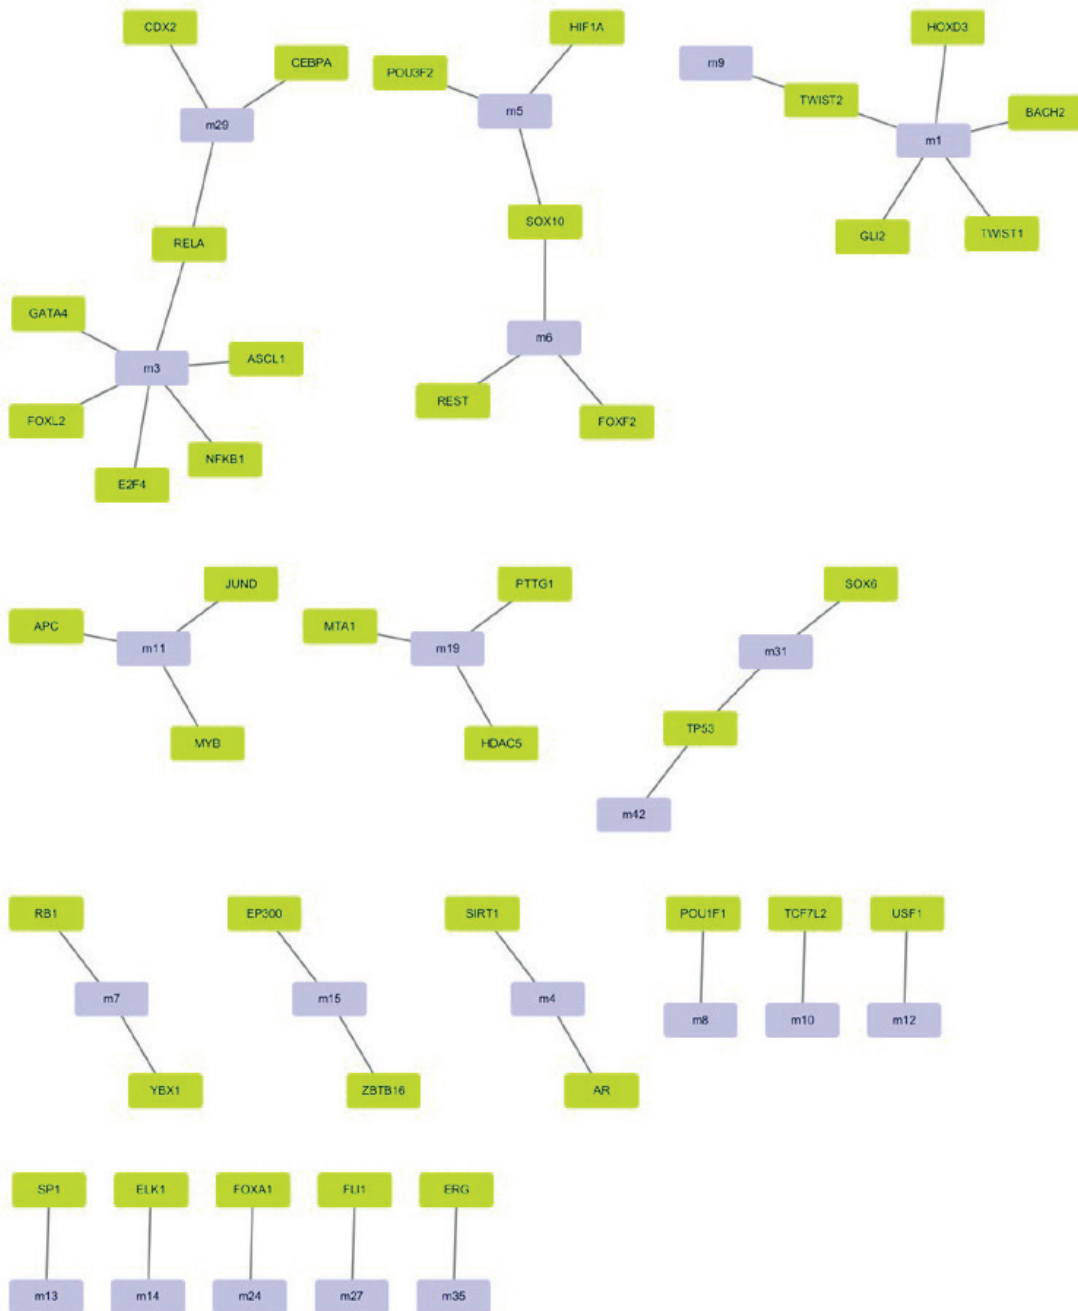 CDX2
CEBPA
m29
RELA
GATA4
m3
ASCL1
FOXL2
NFKB1
E2F4
HIF1A
POU3F2
m5
SOX10
m6
REST
FOXF2
HOXD3
m9
TWIST2
BACH2
m1
GLI2
TWIST1
JUND
APC
m11
MYB
PTTG1
MTA1
m19
HDAC5
SOX6
m31
TP53
m42
RB1
m7
YBX1
EP300
m15
ZBTB16
SIRT1
m4
AR
POU1F1
m8
TCF7L2
m10
USF1
m12
SP1
m13
ELK1
m14
FOXA1
m24
FLI1
m27
ERG
m35